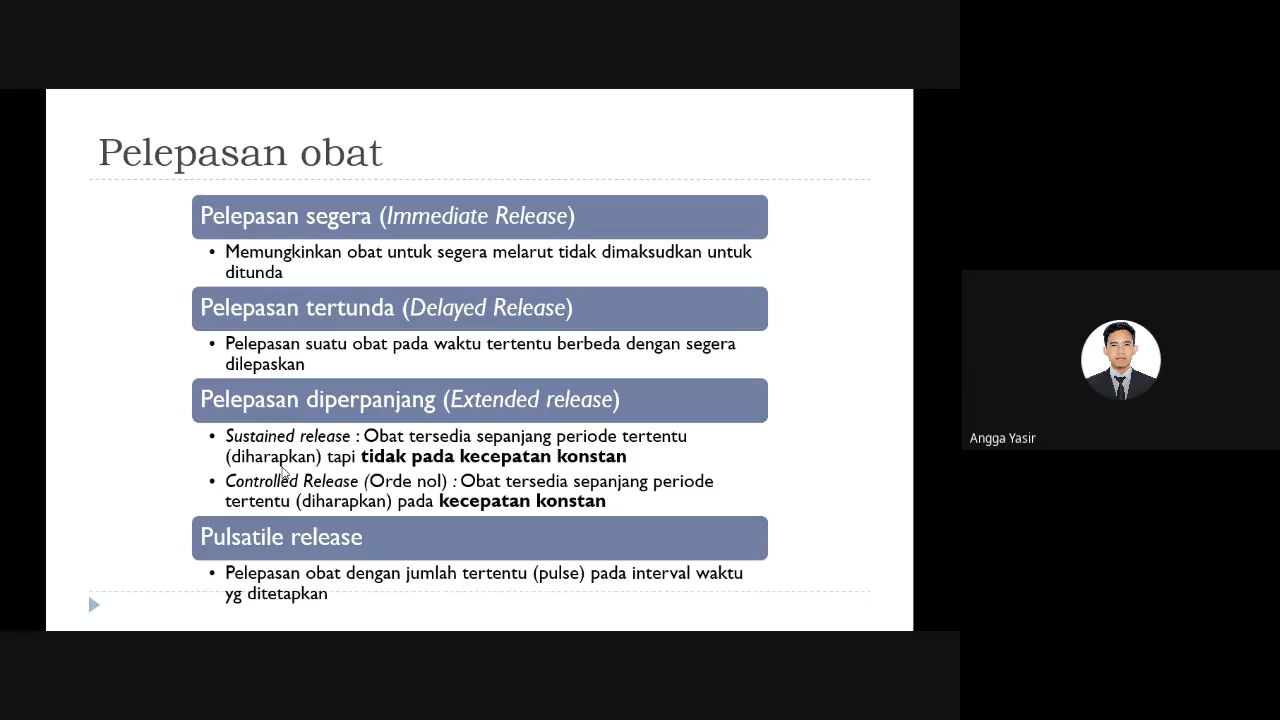 Pelepasan obat
Pelepasan segera (Immediate Release)
• Memungkinkan obat untuk segera melarut tidak dimaksudkan untuk
ditunda
Pelepasan tertunda (Delayed Release)
• Pelepasan suatu obat pada waktu tertentu berbeda dengan segera
dilepaskan
Pelepasan diperpanjang (Extended release)
• Sustained release : Obat tersedia sepanjang periode tertentu
(diharapkan) tapi tidak pada kecepatan konstan
• Controlled Release (Orde nol) : Obat tersedia sepanjang periode
tertentu (diharapkan) pada kecepatan konstan
Pulsatile release
• Pelepasan obat dengan jumlah tertentu (pulse) pada interval waktu
yg ditetapkan
Angga Yasir